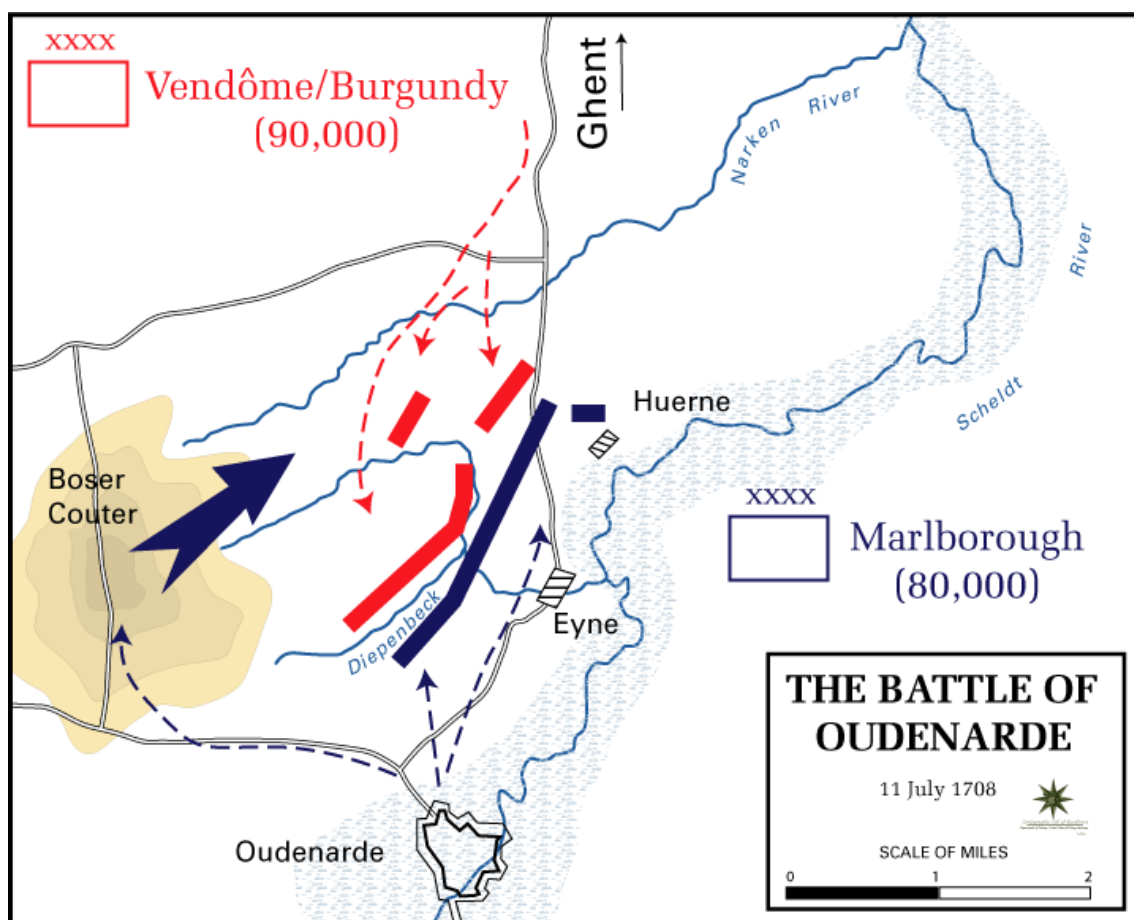 xxxx
Vendôme/Burgundy
(90,000)
Ghent
Narken River
River
Scheldt
Huerne
Boser
Couter
xxxx
Marlborough
(80,000)
Diepenbeck
Eyne
Oudenarde
THE BATTLE OF
OUDENARDE
11 July 1708
SCALE OF MILES
0 1 2